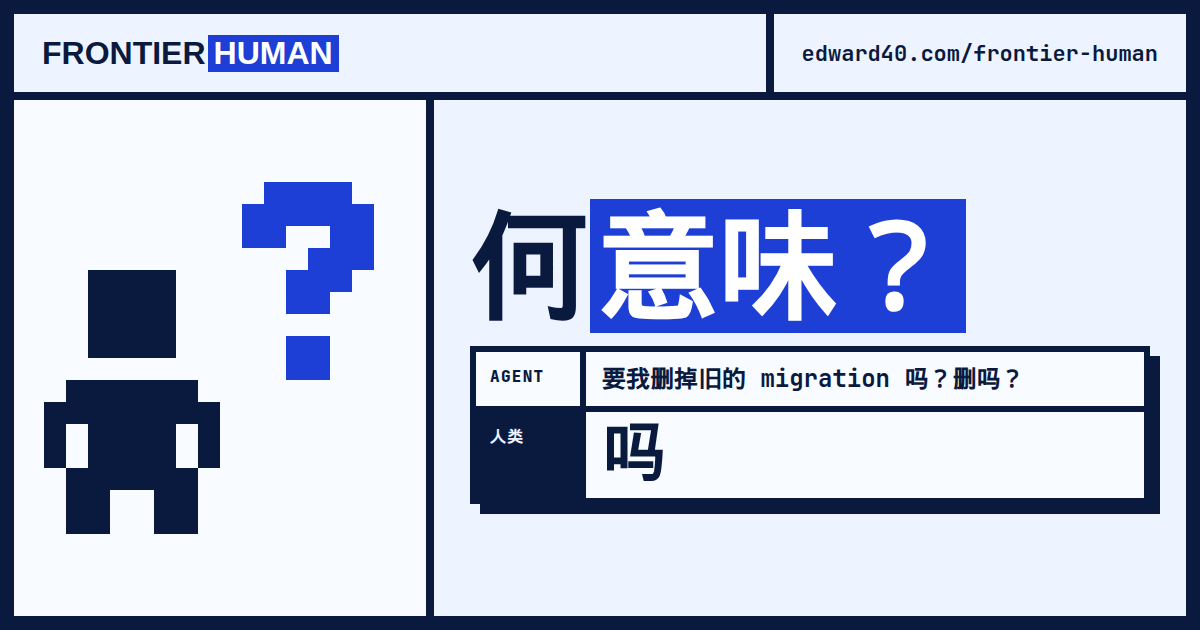 FRONTIER HUMAN
edward40.com/frontier-human
何意味？
AGENT
要我删掉旧的 migration 吗？删吗？
人类
吗